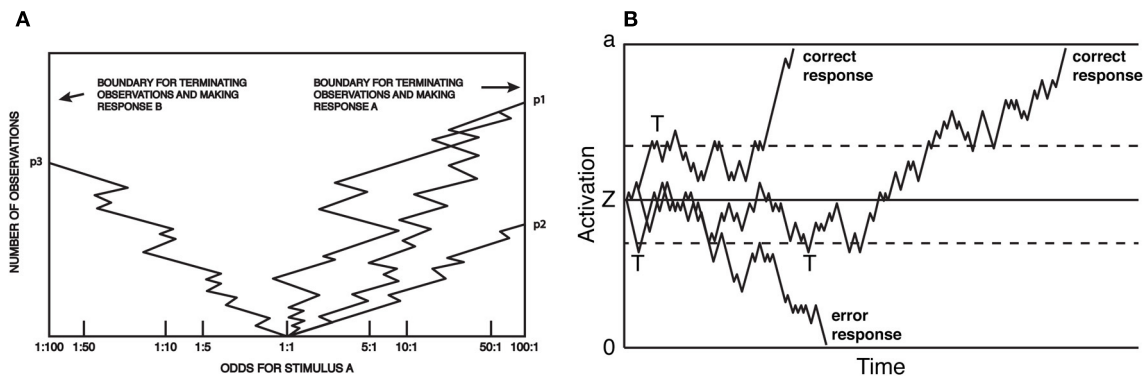 A
BOUNDARY FOR TERMINATING
OBSERVATIONS AND MAKING
RESPONSE B
BOUNDARY FOR TERMINATING
OBSERVATIONS AND MAKING
RESPONSE A
p1
p3
p2
NUMBER OF OBSERVATIONS
1:100
1:50
1:10
1:5
1:1
5:1
10:1
50:1
100:1
ODDS FOR STIMULUS A
B
a
correct
response
correct
response
T
Z
T
T
error
response
0
Activation
Time